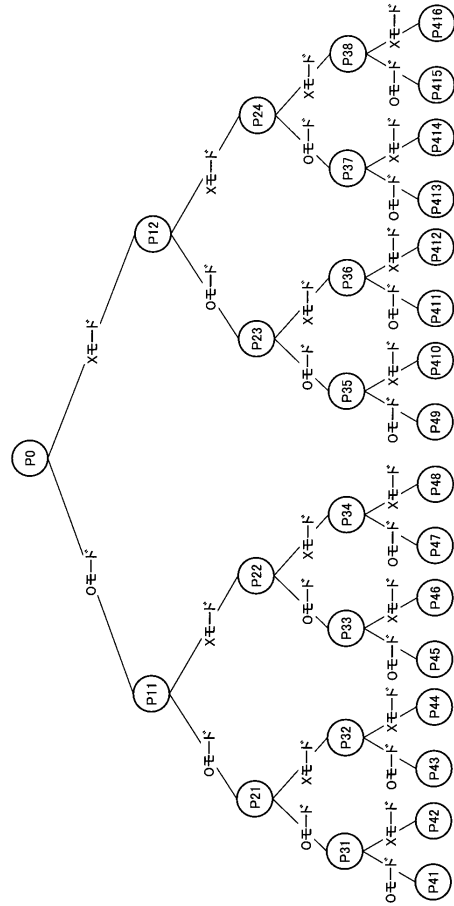 P0
Oモード
Xモード
P11
P12
Oモード
Xモード
Oモード
Xモード
P21
P22
P23
P24
Oモード
Xモード
Oモード
Xモード
Oモード
Xモード
Oモード
Xモード
P31
P32
P33
P34
P35
P36
P37
P38
Oモード
Xモード
Oモード
Xモード
Oモード
Xモード
Oモード
Xモード
Oモード
Xモード
Oモード
Xモード
Oモード
Xモード
Oモード
Xモード
P41
P42
P43
P44
P45
P46
P47
P48
P49
P410
P411
P412
P413
P414
P415
P416